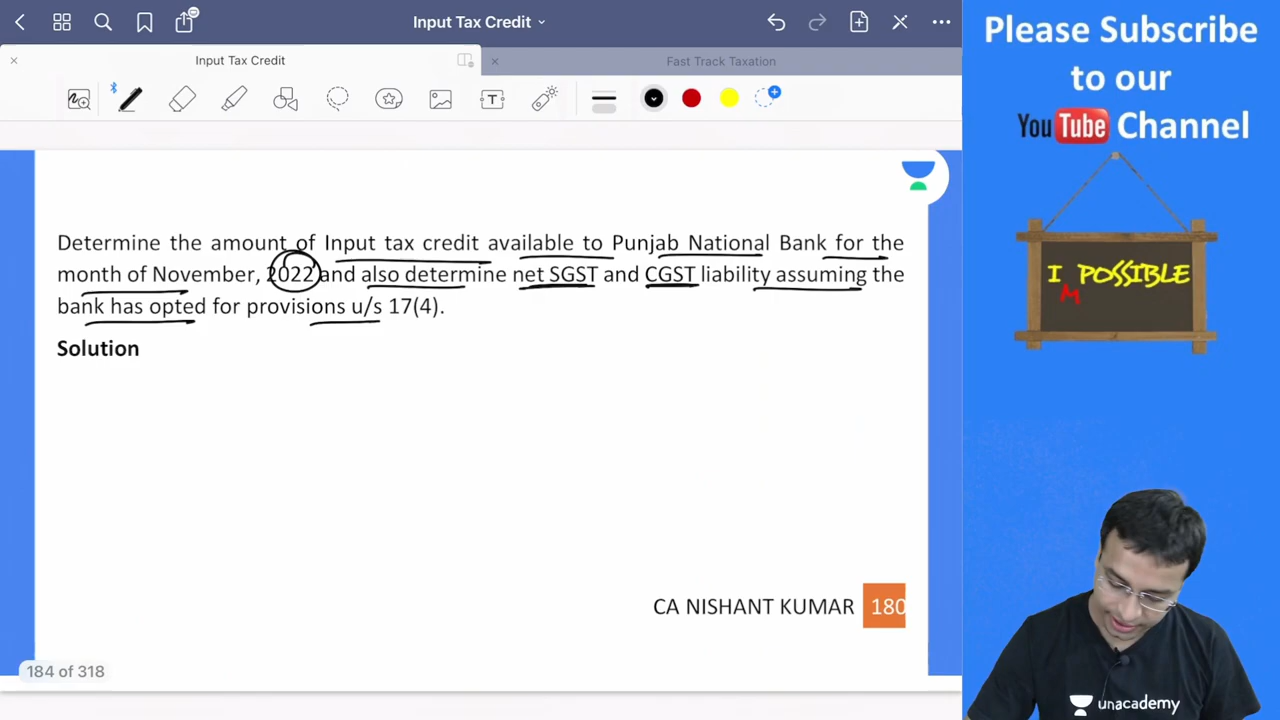 Input Tax Credit
Input Tax Credit
Fast Track Taxation
T
Determine the amount of Input tax credit available to Punjab National Bank for the
month of November, 2022 and also determine net SGST and CGST liability assuming the
bank has opted for provisions u/s 17(4).
Solution
CA NISHANT KUMAR 180
184 of 318
Please Subscribe
to our
YouTube Channel
I POSSIBLE
M
unacademy